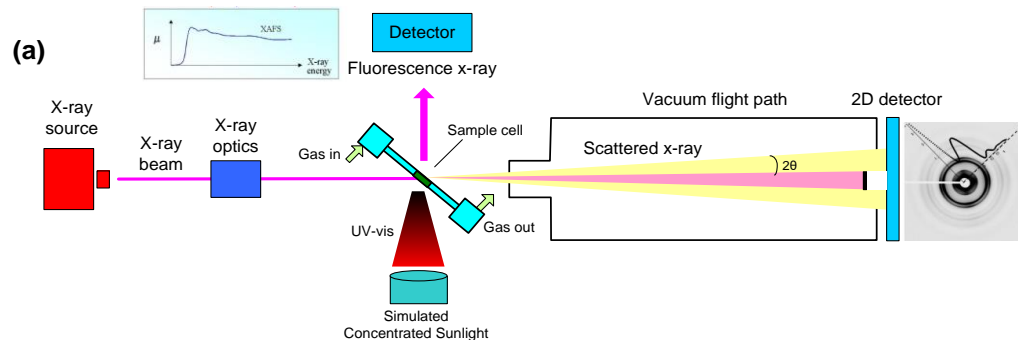 (a)
μ
XAFS
X-ray
energy
Detector
Fluorescence x-ray
X-ray
source
X-ray
beam
X-ray
optics
Gas in
Sample cell
Gas out
UV-vis
Simulated
Concentrated Sunlight
Vacuum flight path
Scattered x-ray
2θ
2D detector